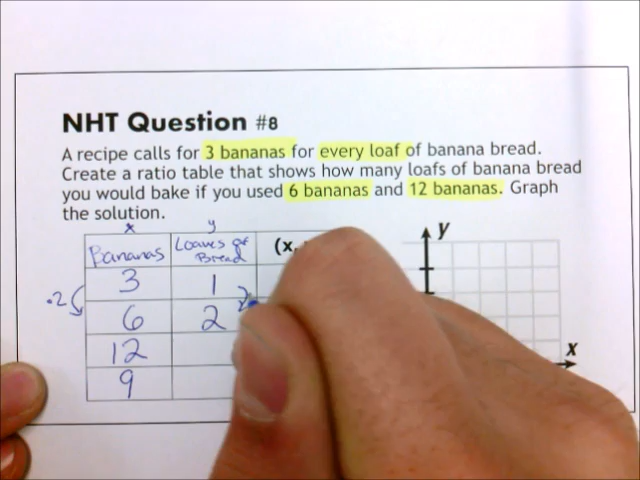 NHT Question #8
A recipe calls for 3 bananas for every loaf of banana bread.
Create a ratio table that shows how many loafs of banana bread
you would bake if you used 6 bananas and 12 bananas. Graph
the solution.
x y
Bananas Loaves of Bread (x,
3 1
·2 6 2
12
9
y
x